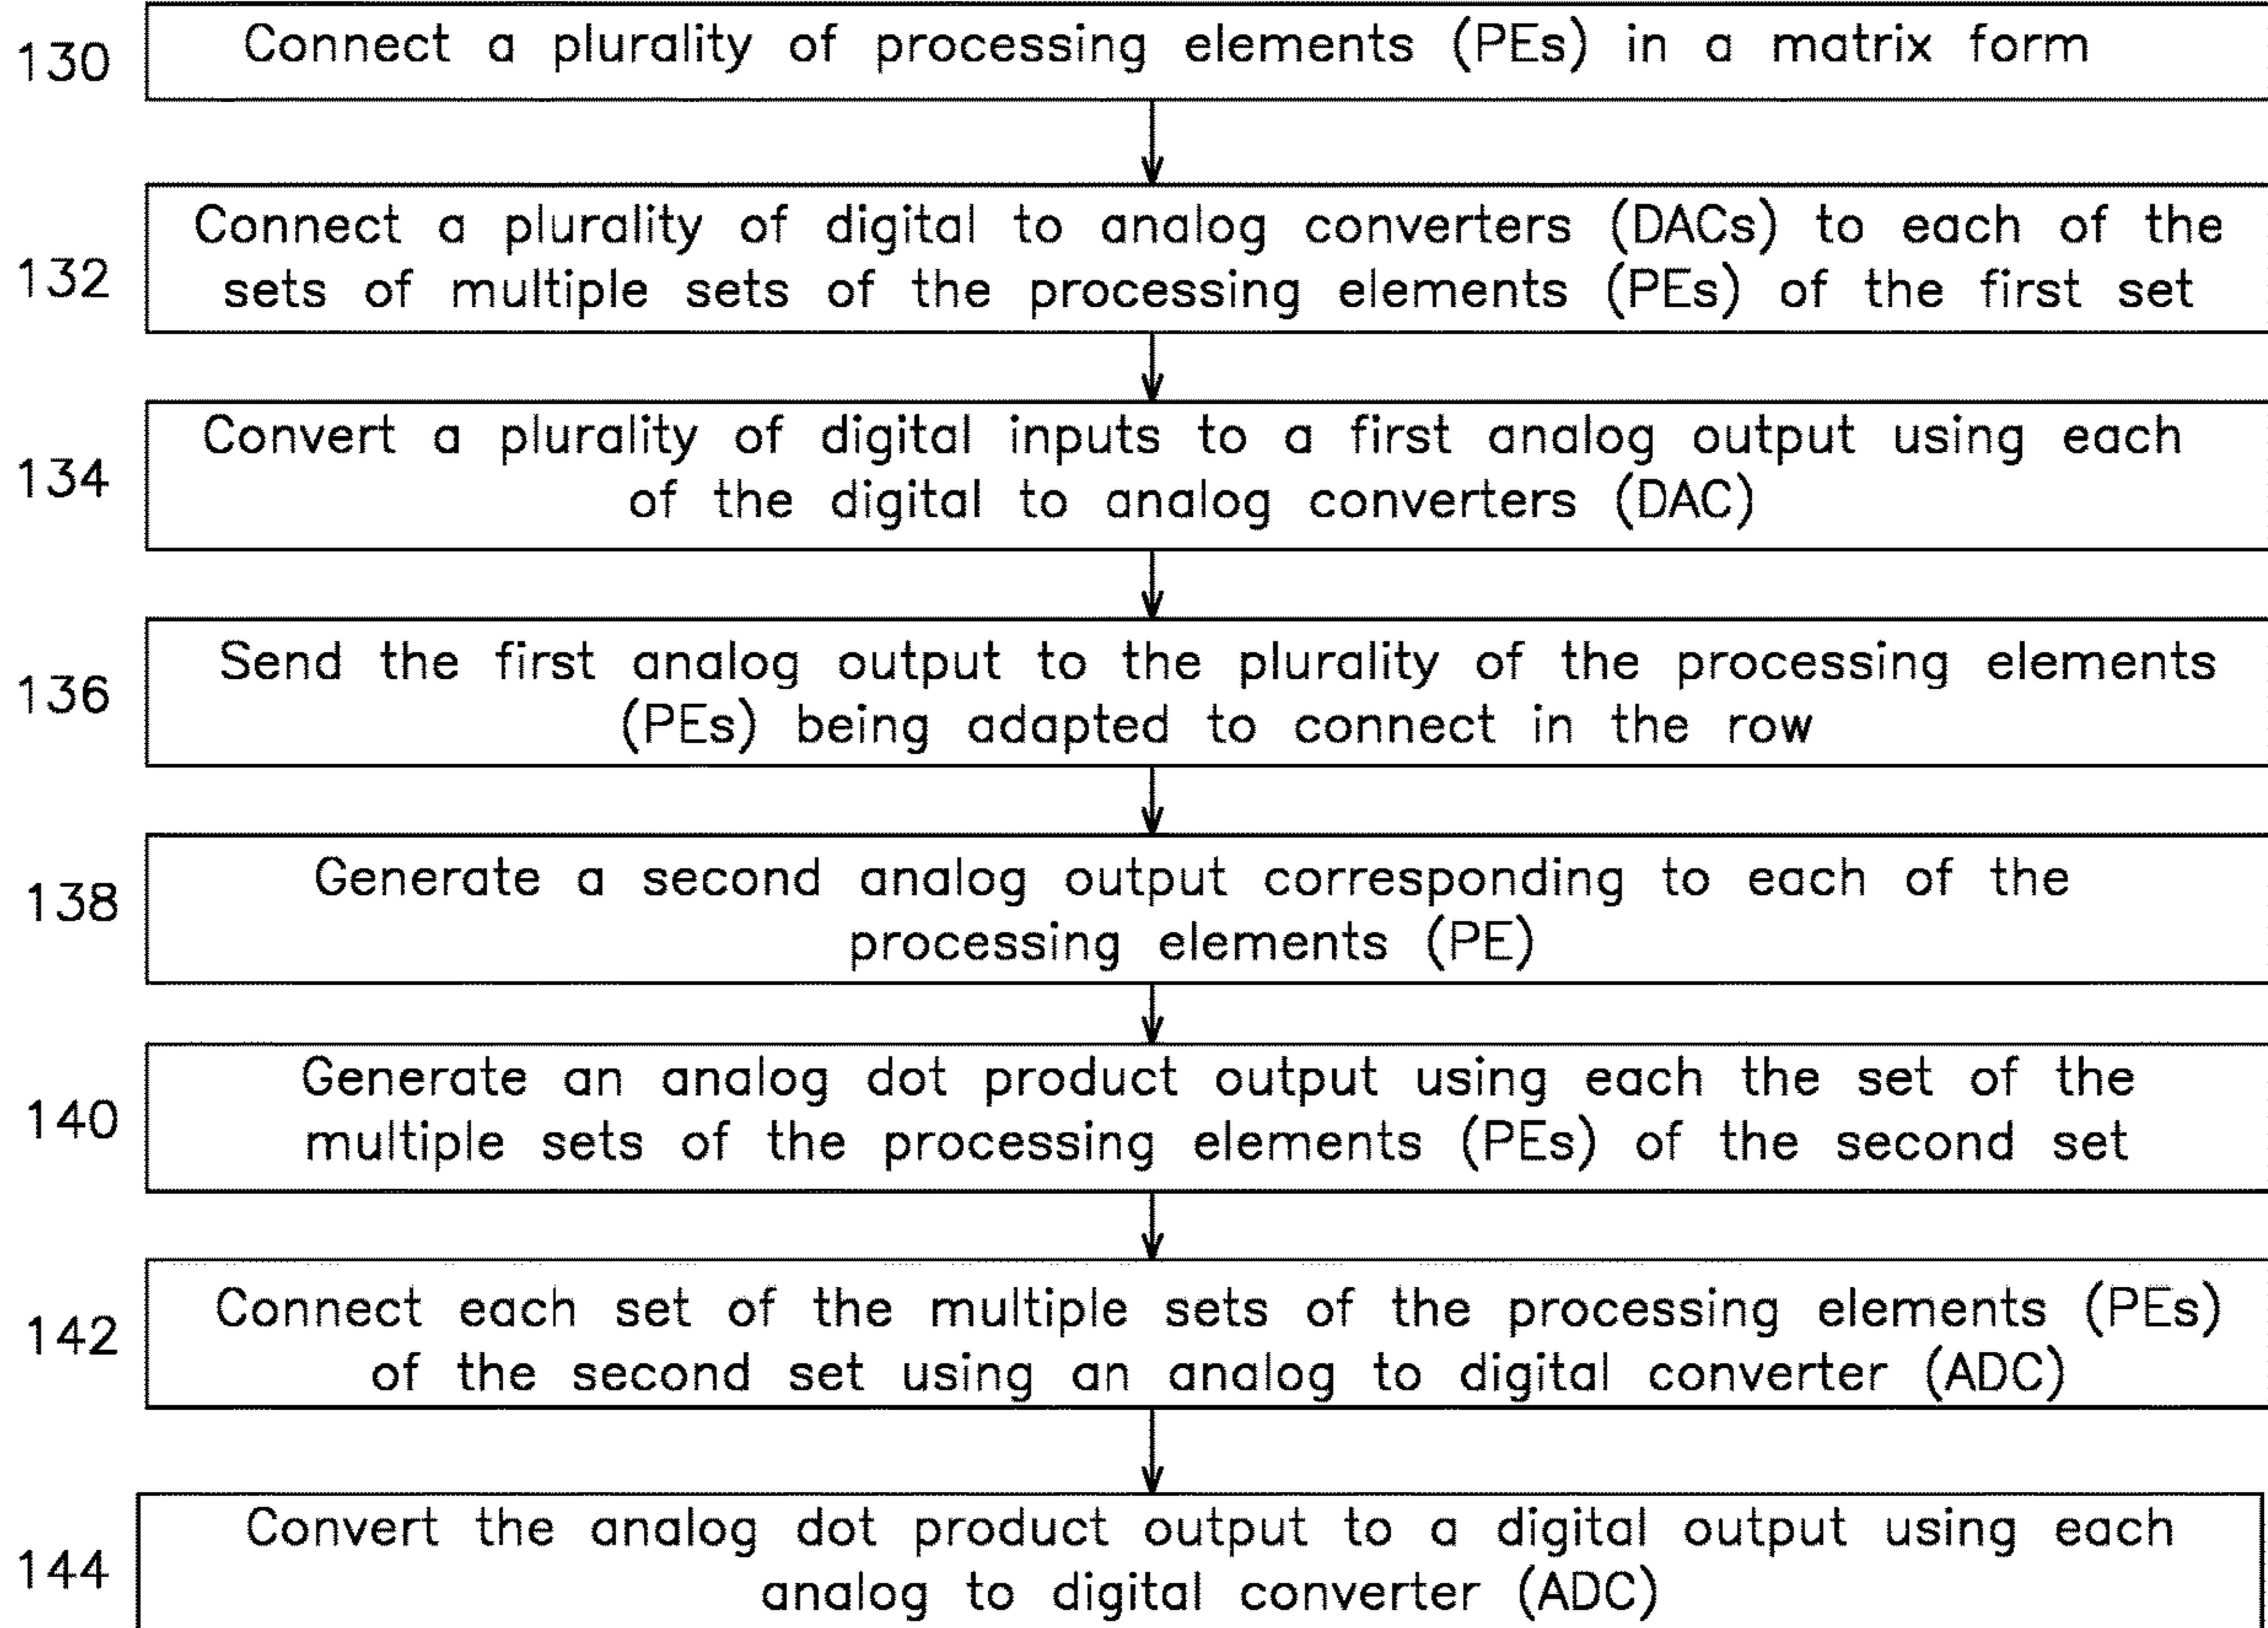 130
Connect a plurality of processing elements (PEs) in a matrix form
132
Connect a plurality of digital to analog converters (DACs) to each of the
sets of multiple sets of the processing elements (PEs) of the first set
134
Convert a plurality of digital inputs to a first analog output using each
of the digital to analog converters (DAC)
136
Send the first analog output to the plurality of the processing elements
(PEs) being adapted to connect in the row
138
Generate a second analog output corresponding to each of the
processing elements (PE)
140
Generate an analog dot product output using each the set of the
multiple sets of the processing elements (PEs) of the second set
142
Connect each set of the multiple sets of the processing elements (PEs)
of the second set using an analog to digital converter (ADC)
144
Convert the analog dot product output to a digital output using each
analog to digital converter (ADC)